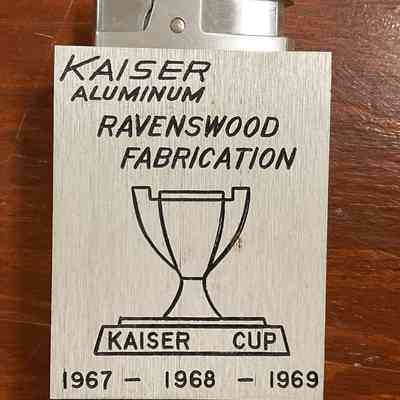 KAISER
ALUMINUM
RAVENSWOOD
FABRICATION
KAISER CUP
1967 - 1968 - 1969